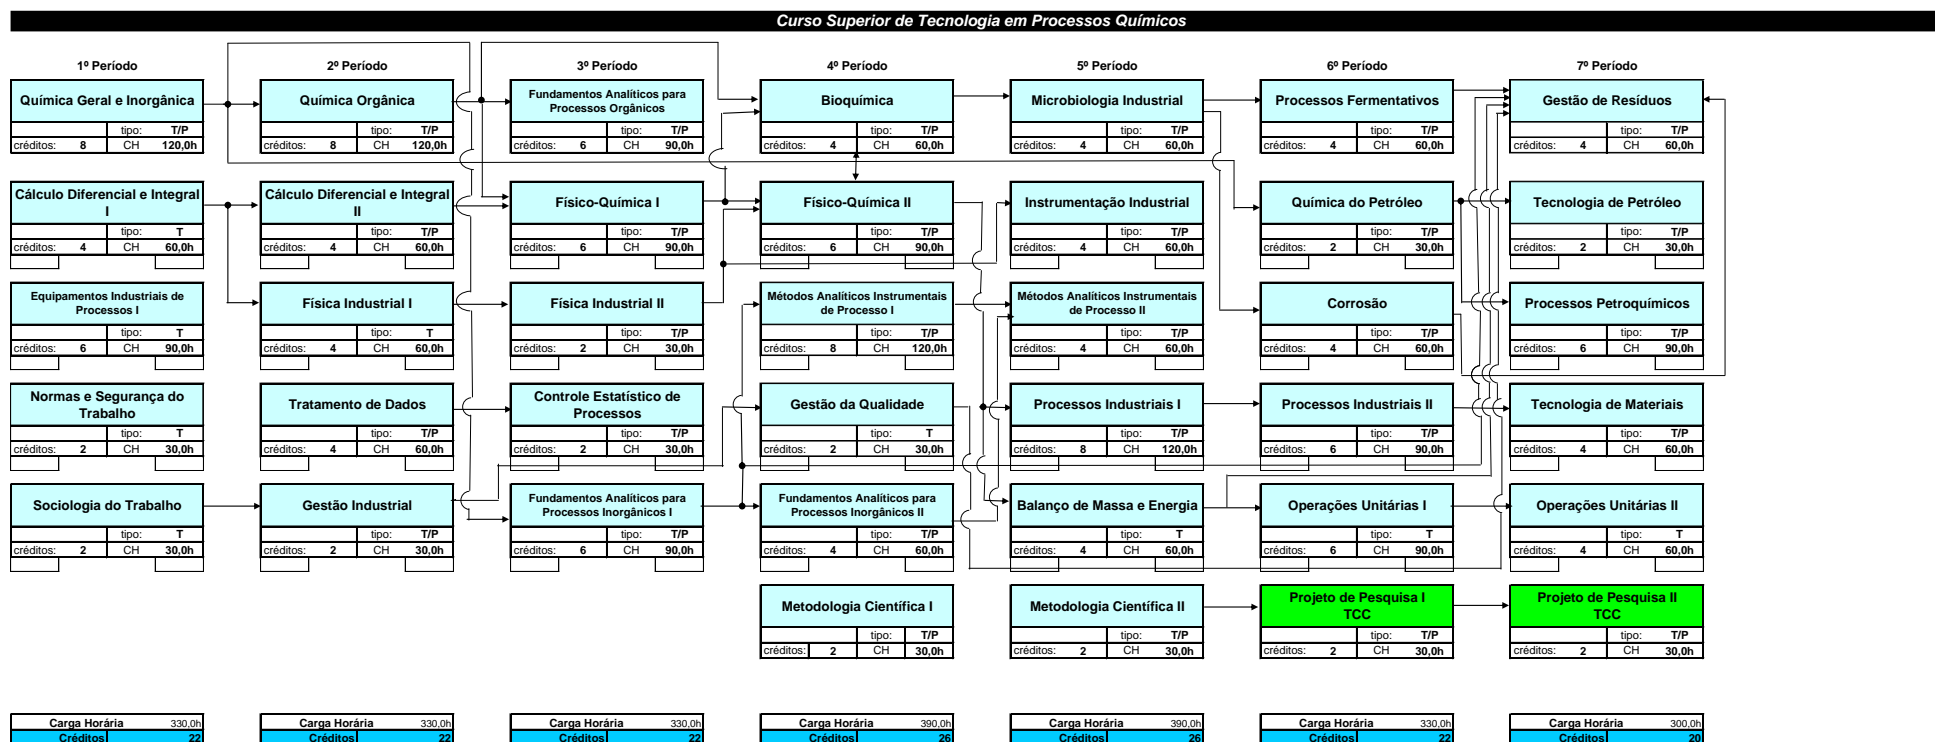 Curso Superior de Tecnologia em Processos Químicos
1º Período 2º Período 3º Período 4º Período 5º Período 6º Período 7º Período
Química Geral e Inorgânica
tipo: T/P
créditos: 8 CH 120,0h
Química Orgânica
tipo: T/P
créditos: 8 CH 120,0h
Fundamentos Analíticos para
Processos Orgânicos
tipo: T/P
créditos: 6 CH 90,0h
Bioquímica
tipo: T/P
créditos: 4 CH 60,0h
Microbiologia Industrial
tipo: T/P
créditos: 4 CH 60,0h
Processos Fermentativos
tipo: T/P
créditos: 4 CH 60,0h
Gestão de Resíduos
tipo: T/P
créditos: 4 CH 60,0h
Cálculo Diferencial e Integral
I
tipo: T
créditos: 4 CH 60,0h
Cálculo Diferencial e Integral
II
tipo: T/P
créditos: 4 CH 60,0h
Físico-Química I
tipo: T/P
créditos: 6 CH 90,0h
Físico-Química II
tipo: T/P
créditos: 6 CH 90,0h
Instrumentação Industrial
tipo: T/P
créditos: 4 CH 60,0h
Química do Petróleo
tipo: T/P
créditos: 2 CH 30,0h
Tecnologia de Petróleo
tipo: T/P
créditos: 2 CH 30,0h
Equipamentos Industriais de
Processos I
tipo: T
créditos: 6 CH 90,0h
Física Industrial I
tipo: T
créditos: 4 CH 60,0h
Física Industrial II
tipo: T/P
créditos: 2 CH 30,0h
Métodos Analíticos Instrumentais
de Processo I
tipo: T/P
créditos: 8 CH 120,0h
Métodos Analíticos Instrumentais
de Processo II
tipo: T/P
créditos: 4 CH 60,0h
Corrosão
tipo: T/P
créditos: 4 CH 60,0h
Processos Petroquímicos
tipo: T/P
créditos: 6 CH 90,0h
Normas e Segurança do
Trabalho
tipo: T
créditos: 2 CH 30,0h
Tratamento de Dados
tipo: T/P
créditos: 4 CH 60,0h
Controle Estatístico de
Processos
tipo: T/P
créditos: 2 CH 30,0h
Gestão da Qualidade
tipo: T
créditos: 2 CH 30,0h
Processos Industriais I
tipo: T/P
créditos: 8 CH 120,0h
Processos Industriais II
tipo: T/P
créditos: 6 CH 90,0h
Tecnologia de Materiais
tipo: T/P
créditos: 4 CH 60,0h
Sociologia do Trabalho
tipo: T
créditos: 2 CH 30,0h
Gestão Industrial
tipo: T/P
créditos: 2 CH 30,0h
Fundamentos Analíticos para
Processos Inorgânicos I
tipo: T/P
créditos: 6 CH 90,0h
Fundamentos Analíticos para
Processos Inorgânicos II
tipo: T/P
créditos: 4 CH 60,0h
Balanço de Massa e Energia
tipo: T
créditos: 4 CH 60,0h
Operações Unitárias I
tipo: T
créditos: 6 CH 90,0h
Operações Unitárias II
tipo: T
créditos: 4 CH 60,0h
Metodologia Científica I
tipo: T/P
créditos: 2 CH 30,0h
Metodologia Científica II
tipo: T/P
créditos: 2 CH 30,0h
Projeto de Pesquisa I
TCC
tipo: T/P
créditos: 2 CH 30,0h
Projeto de Pesquisa II
TCC
tipo: T/P
créditos: 2 CH 30,0h
Carga Horária 330,0h
Créditos 22
Carga Horária 330,0h
Créditos 22
Carga Horária 330,0h
Créditos 22
Carga Horária 390,0h
Créditos 26
Carga Horária 390,0h
Créditos 26
Carga Horária 330,0h
Créditos 22
Carga Horária 300,0h
Créditos 20